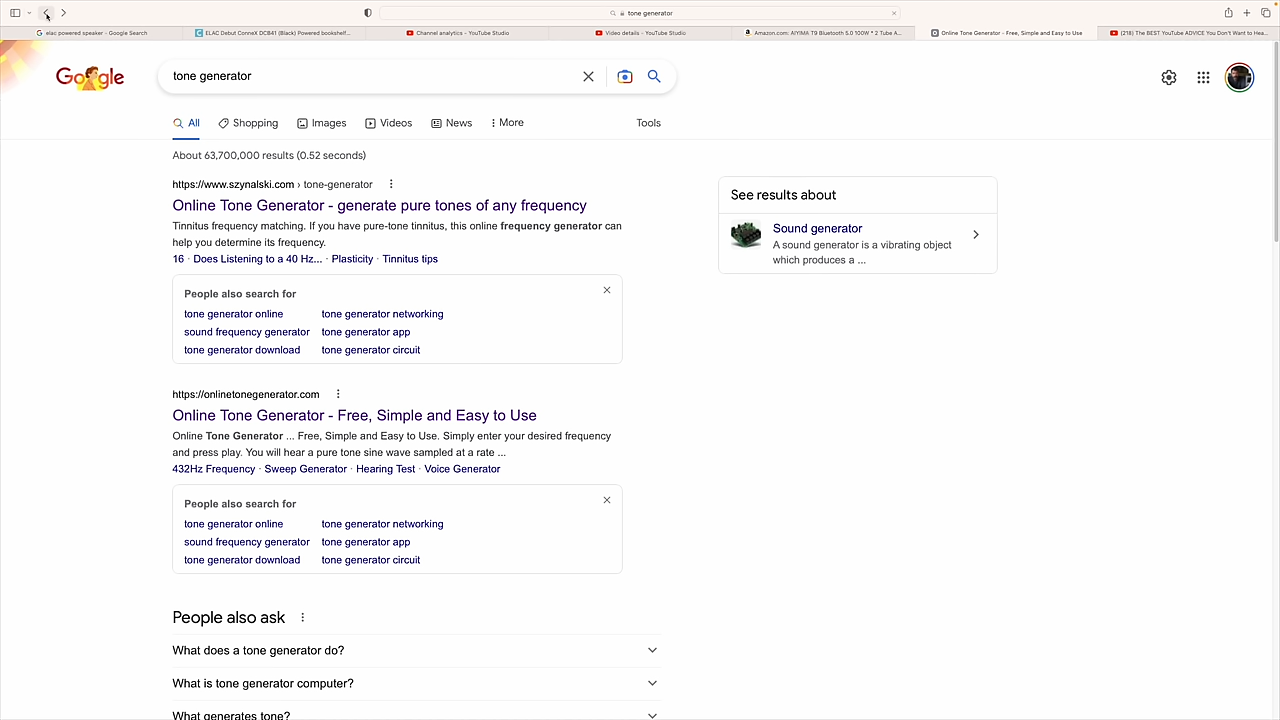 tone generator
elac powered speaker - Google Search
ELAC Debut ConneX DCB41 (Black) Powered bookshelf...
Channel analytics - YouTube Studio
Video details - YouTube Studio
Amazon.com: AIYIMA T9 Bluetooth 5.0 100W * 2 Tube A...
Online Tone Generator - Free, Simple and Easy to Use
(218) The BEST YouTube ADVICE You Don't Want to Hea...
Google
tone generator
All
Shopping
Images
Videos
News
More
Tools
About 63,700,000 results (0.52 seconds)
https://www.szynalski.com › tone-generator
Online Tone Generator - generate pure tones of any frequency
Tinnitus frequency matching. If you have pure-tone tinnitus, this online frequency generator can
help you determine its frequency.
16 · Does Listening to a 40 Hz... · Plasticity · Tinnitus tips
People also search for
tone generator online
tone generator networking
sound frequency generator
tone generator app
tone generator download
tone generator circuit
See results about
Sound generator
A sound generator is a vibrating object
which produces a ...
https://onlinetonegenerator.com
Online Tone Generator - Free, Simple and Easy to Use
Online Tone Generator ... Free, Simple and Easy to Use. Simply enter your desired frequency
and press play. You will hear a pure tone sine wave sampled at a rate ...
432Hz Frequency · Sweep Generator · Hearing Test · Voice Generator
People also search for
tone generator online
tone generator networking
sound frequency generator
tone generator app
tone generator download
tone generator circuit
People also ask
What does a tone generator do?
What is tone generator computer?
What generates tone?